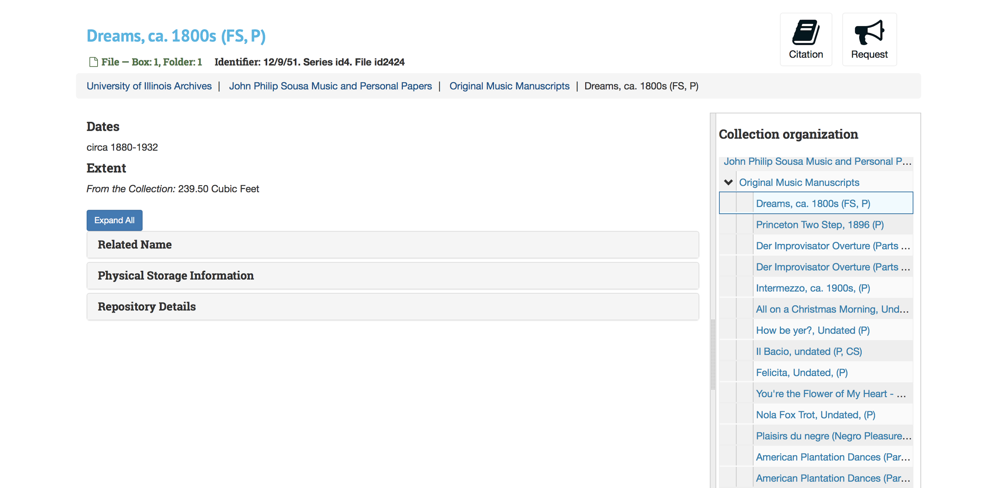 Dreams, ca. 1800s (FS, P)
Citation
Request
File — Box: 1, Folder: 1 Identifier: 12/9/51. Series id4. File id2424
University of Illinois Archives | John Philip Sousa Music and Personal Papers | Original Music Manuscripts | Dreams, ca. 1800s (FS, P)
Dates
circa 1880-1932
Extent
From the Collection: 239.50 Cubic Feet
Expand All
Related Name
Physical Storage Information
Repository Details
Collection organization
John Philip Sousa Music and Personal P...
Original Music Manuscripts
Dreams, ca. 1800s (FS, P)
Princeton Two Step, 1896 (P)
Der Improvisator Overture (Parts ...
Der Improvisator Overture (Parts ...
Intermezzo, ca. 1900s, (P)
All on a Christmas Morning, Und...
How be yer?, Undated (P)
Il Bacio, undated (P, CS)
Felicita, Undated, (P)
You're the Flower of My Heart - ...
Nola Fox Trot, Undated, (P)
Plaisirs du negre (Negro Pleasure...
American Plantation Dances (Par...
American Plantation Dances (Par...